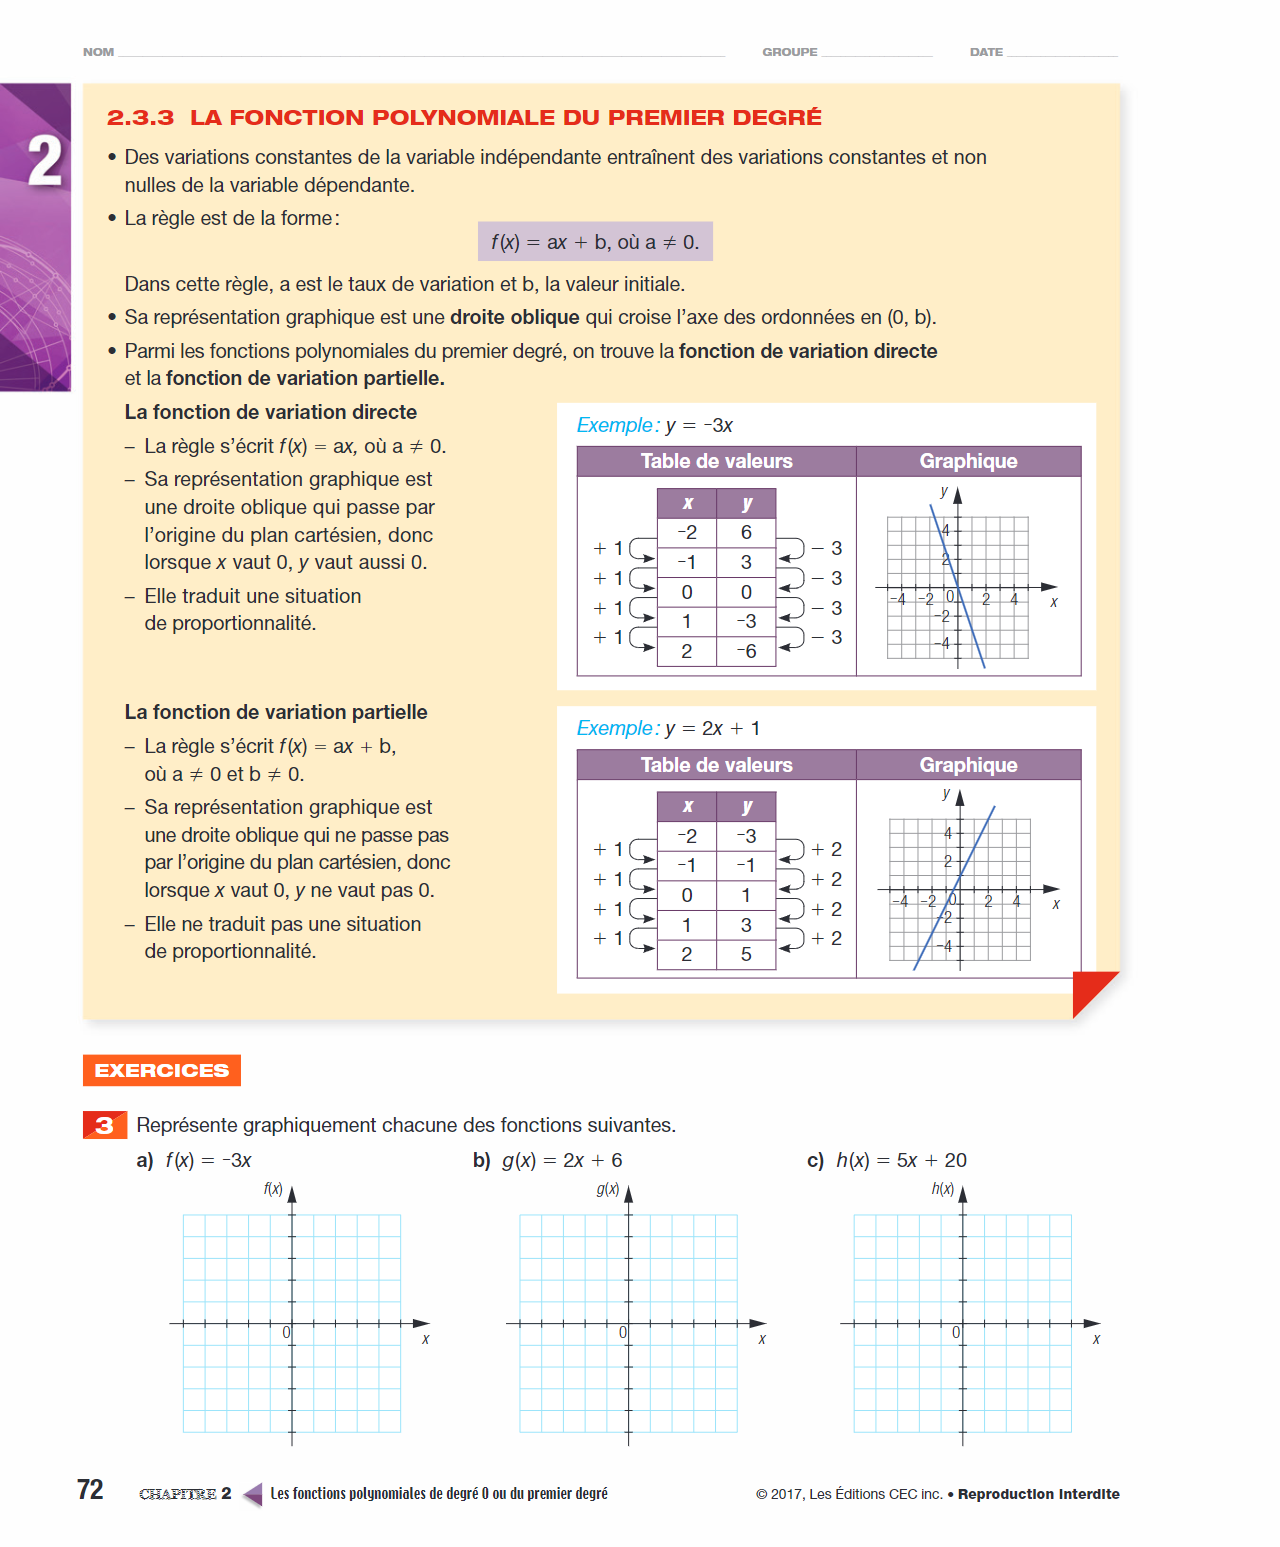 NOM GROUPE DATE
2
2.3.3 LA FONCTION POLYNOMIALE DU PREMIER DEGRÉ
• Des variations constantes de la variable indépendante entraînent des variations constantes et non
nulles de la variable dépendante.
• La règle est de la forme :
f(x) = ax + b, où a ≠ 0.
Dans cette règle, a est le taux de variation et b, la valeur initiale.
• Sa représentation graphique est une droite oblique qui croise l'axe des ordonnées en (0, b).
• Parmi les fonctions polynomiales du premier degré, on trouve la fonction de variation directe
et la fonction de variation partielle.
La fonction de variation directe
– La règle s'écrit f(x) = ax, où a ≠ 0.
– Sa représentation graphique est
une droite oblique qui passe par
l'origine du plan cartésien, donc
lorsque x vaut 0, y vaut aussi 0.
– Elle traduit une situation
de proportionnalité.
Exemple : y = –3x
Table de valeurs Graphique
x y
–2 6
–1 3
0 0
1 –3
2 –6
+ 1 – 3
+ 1 – 3
+ 1 – 3
+ 1 – 3
y
4
2
–4 –2 0 2 4 x
–2
–4
La fonction de variation partielle
– La règle s'écrit f(x) = ax + b,
où a ≠ 0 et b ≠ 0.
– Sa représentation graphique est
une droite oblique qui ne passe pas
par l'origine du plan cartésien, donc
lorsque x vaut 0, y ne vaut pas 0.
– Elle ne traduit pas une situation
de proportionnalité.
Exemple : y = 2x + 1
Table de valeurs Graphique
x y
–2 –3
–1 –1
0 1
1 3
2 5
+ 1 + 2
+ 1 + 2
+ 1 + 2
+ 1 + 2
y
4
2
–4 –2 0 2 4 x
–2
–4
EXERCICES
3 Représente graphiquement chacune des fonctions suivantes.
a) f(x) = –3x b) g(x) = 2x + 6 c) h(x) = 5x + 20
f(x) g(x) h(x)
0 x 0 x 0 x
72 CHAPITRE 2 Les fonctions polynomiales de degré 0 ou du premier degré © 2017, Les Éditions CEC inc. • Reproduction interdite